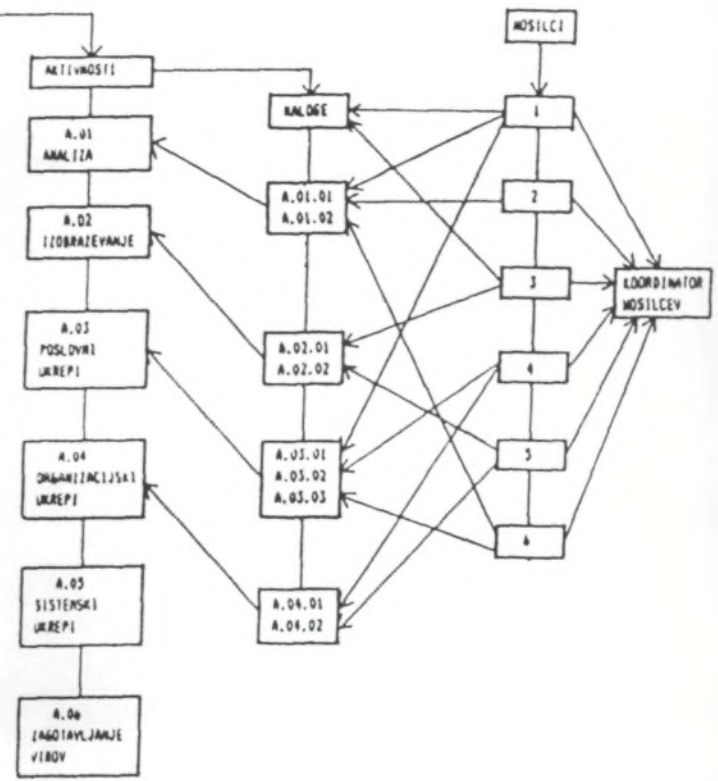 AKTIVNOSTI
A.01
ANALIZA
A.02
IZOBRAŽEVANJE
A.03
POSLOVNI
UKREPI
A.04
ORGANIZACIJSKI
UKREPI
A.05
SISTEMSKI
UKREPI
A.06
ZAGOTAVLJANJE
VIROV
NALOGE
A.01.01
A.01.02
A.02.01
A.02.02
A.03.01
A.03.02
A.03.03
A.04.01
A.04.02
NOSILCI
1
2
3
4
5
6
KOORDINATOR
NOSILCEV